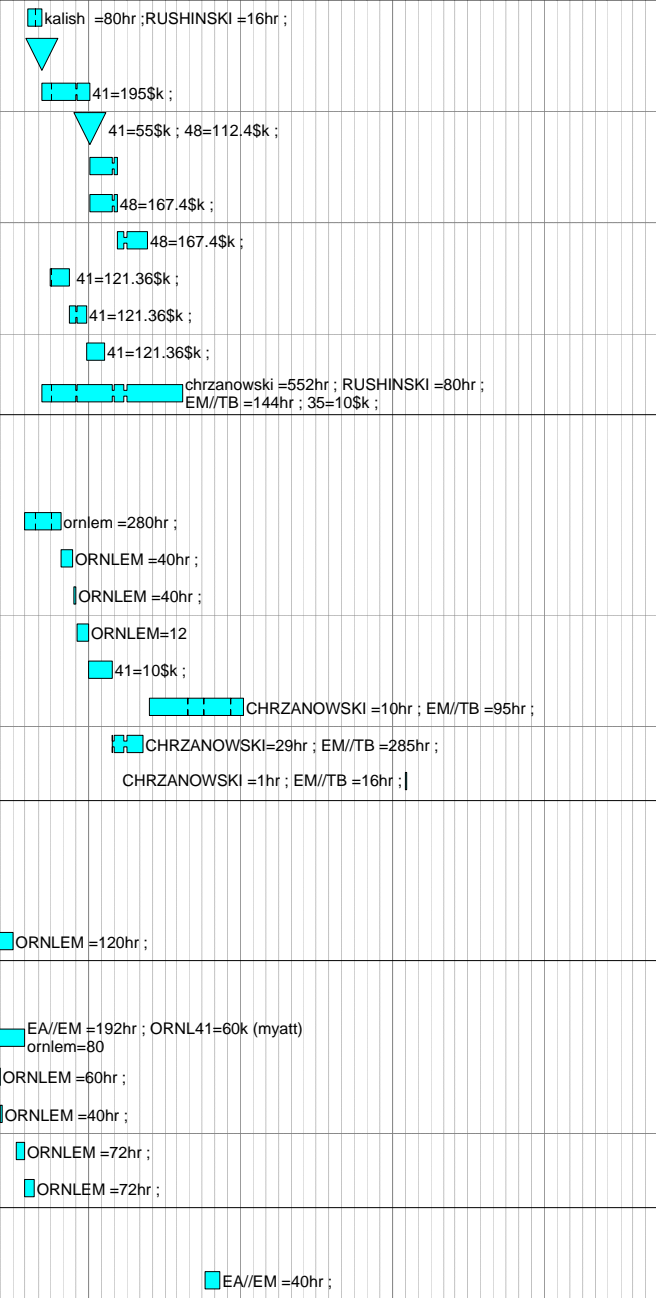 kalish =80hr ;RUSHINSKI =16hr ;
41=195$k ;
41=55$k ; 48=112.4$k ;
48=167.4$k ;
48=167.4$k ;
41=121.36$k ;
41=121.36$k ;
41=121.36$k ;
chrzanowski =552hr ; RUSHINSKI =80hr ;
EM//TB =144hr ; 35=10$k ;
ornlem =280hr ;
ORNLEM =40hr ;
ORNLEM =40hr ;
ORNLEM=12
41=10$k ;
CHRZANOWSKI =10hr ; EM//TB =95hr ;
CHRZANOWSKI=29hr ; EM//TB =285hr ;
CHRZANOWSKI =1hr ; EM//TB =16hr ;
ORNLEM =120hr ;
EA//EM =192hr ; ORNL41=60k (myatt)
ornlem=80
ORNLEM =60hr ;
ORNLEM =40hr ;
ORNLEM =72hr ;
ORNLEM =72hr ;
EA//EM =40hr ;